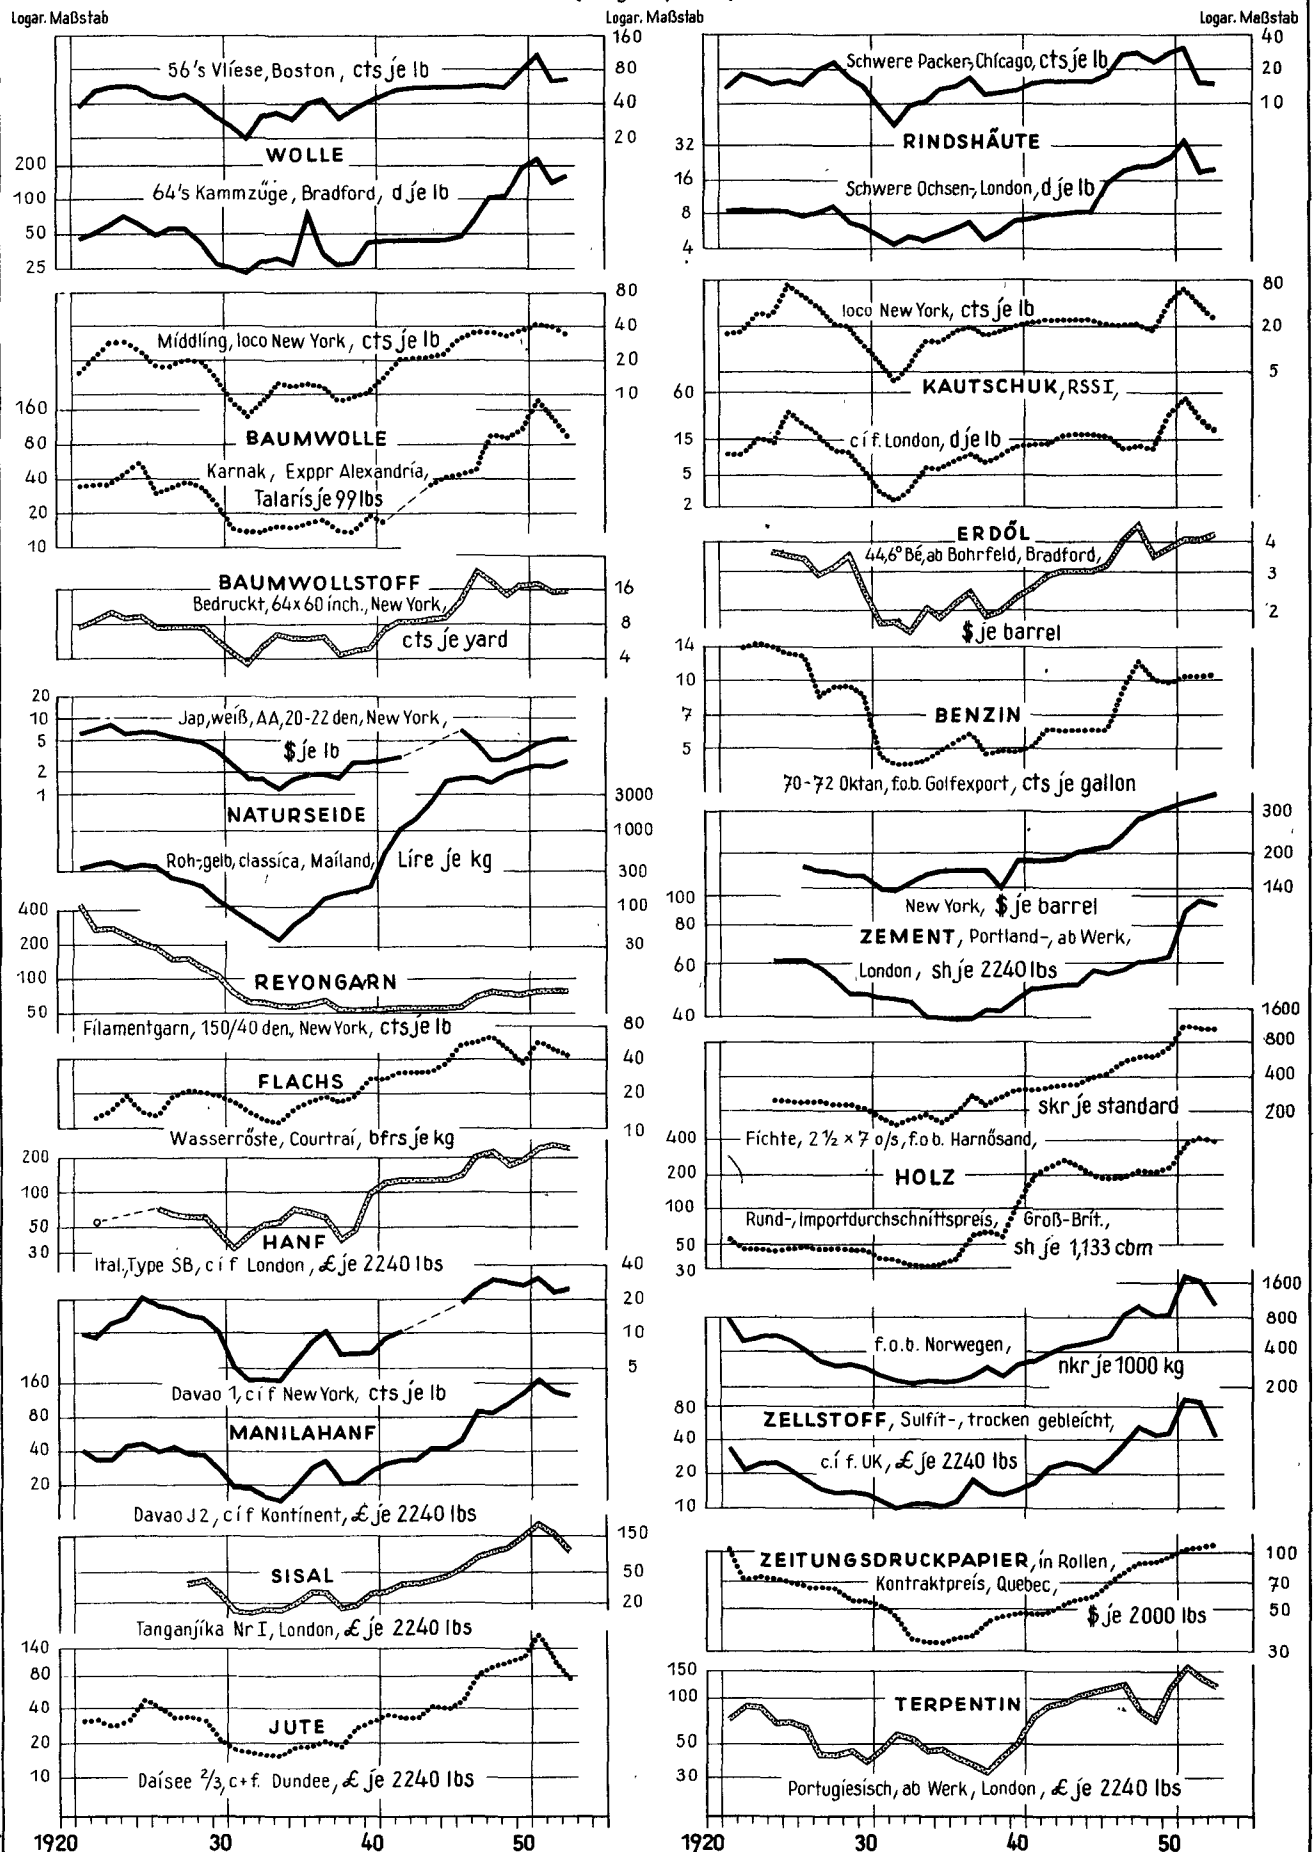 Logar. Maßstab
Logar. Maßstab
Logar. Maßstab
160
56's Vliese, Boston, cts je lb
80
40
20
WOLLE
200
64's Kammzüge, Bradford, d je lb
100
50
25
80
Middling, loco New York, cts je lb
40
20
10
160
BAUMWOLLE
80
Karnak, Exppr Alexandria,
40
Talaris je 99 lbs
20
10
BAUMWOLLSTOFF
16
Bedruckt, 64x60 inch., New York,
8
cts je yard
4
20
Jap, weiß, AA, 20-22 den, New York,
10
5
$ je lb
2
1
3000
NATURSEIDE
1000
Roh-gelb, classica, Mailand, Lire je kg
300
100
30
400
200
REYONGARN
100
50
Filamentgarn, 150/40 den, New York, cts je lb
80
40
FLACHS
20
10
Wasserröste, Courtrai, bfrs je kg
200
100
50
HANF
30
Ital., Type SB, cif London, £ je 2240 lbs
40
20
10
5
Davao 1, cif New York, cts je lb
160
80
MANILAHANF
40
20
Davao J2, cif Kontinent, £ je 2240 lbs
150
SISAL
50
20
Tanganjika Nr I, London, £ je 2240 lbs
140
80
40
JUTE
20
10
Daisee 2/3, c+f. Dundee, £ je 2240 lbs
1920 30 40 50
40
Schwere Packer-, Chicago, cts je lb
20
10
32
RINDSHÄUTE
16
Schwere Ochsen-, London, d je lb
8
4
80
loco New York, cts je lb
20
5
KAUTSCHUK, RSS I,
60
cif. London, d je lb
15
5
2
ERDÖL
4
44,6° Bé, ab Bohrfeld, Bradford,
3
2
$ je barrel
14
10
BENZIN
7
5
70-72 Oktan, f.o.b. Golfexport, cts je gallon
300
200
140
New York, $ je barrel
100
80
ZEMENT, Portland-, ab Werk,
60
London, sh je 2240 lbs
40
1600
800
400
skr je standard
200
400
Fichte, 2 ½ x 7 o/s, f.o.b. Harnösand,
200
HOLZ
100
Rund-, Importdurchschnittspreis, Groß-Brit.,
50
sh je 1,133 cbm
30
1600
800
f.o.b. Norwegen,
400
nkr je 1000 kg
200
80
ZELLSTOFF, Sulfit-, trocken gebleicht,
40
c.i f. UK, £ je 2240 lbs
20
10
ZEITUNGSDRUCKPAPIER, in Rollen,
100
Kontraktpreis, Quebec,
70
$ je 2000 lbs
50
30
150
TERPENTIN
100
50
30
Portugiesisch, ab Werk, London, £ je 2240 lbs
1920 30 40 50